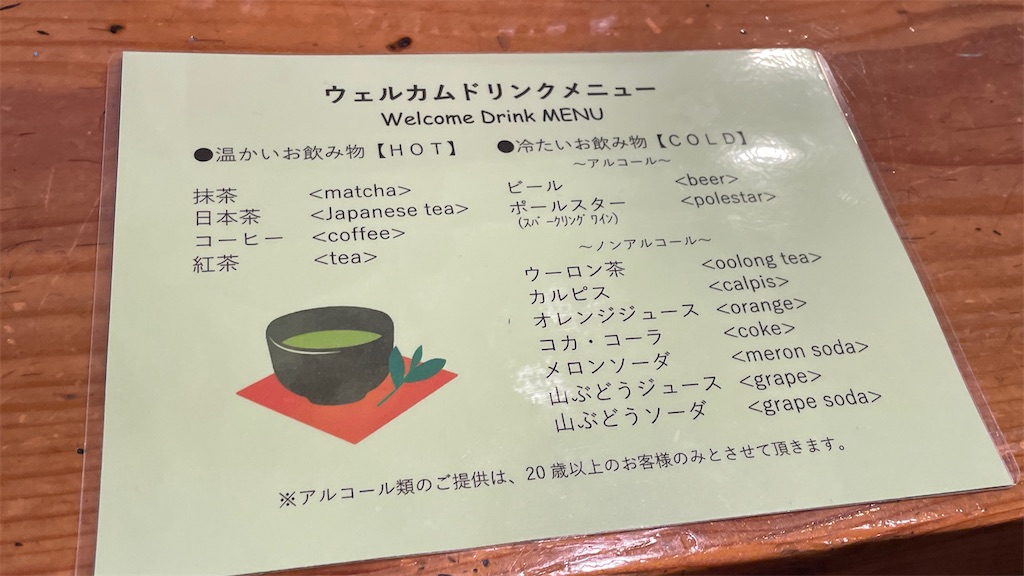 ウェルカムドリンクメニュー
Welcome Drink MENU
●温かいお飲み物【HOT】
抹茶 <matcha>
日本茶 <Japanese tea>
コーヒー <coffee>
紅茶 <tea>
●冷たいお飲み物【COLD】
～アルコール～
ビール <beer>
ポールスター <polestar>
(ｽﾊﾟｰｸﾘﾝｸﾞﾜｲﾝ)
～ノンアルコール～
ウーロン茶 <oolong tea>
カルピス <calpis>
オレンジジュース <orange>
コカ・コーラ <coke>
メロンソーダ <meron soda>
山ぶどうジュース <grape>
山ぶどうソーダ <grape soda>
※アルコール類のご提供は、20歳以上のお客様のみとさせて頂きます。